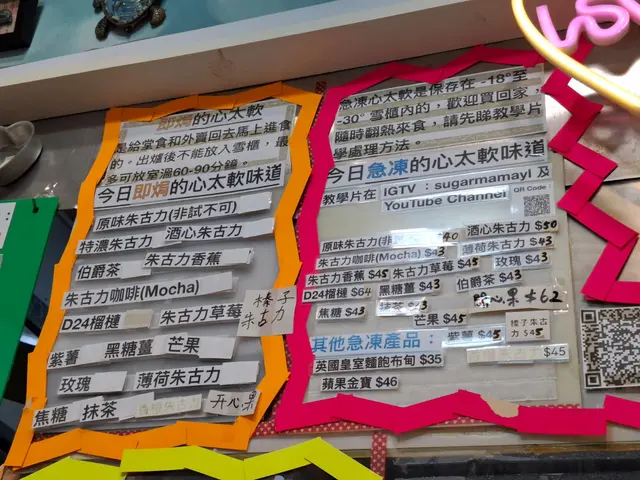 即焗的心太軟
是給堂食和外賣回去馬上進食
的。出爐後不能放入雪櫃，最
多可放室溫60-90分鐘。
今日即焗的心太軟味道
原味朱古力(非試不可)
特濃朱古力 酒心朱古力
伯爵茶 朱古力香蕉
朱古力咖啡(Mocha)
D24榴槤 朱古力草莓
榛子朱古力
紫薯 黑糖薑 芒果
玫瑰 薄荷朱古力
焦糖 抹茶 開心果
急凍心太軟是保存在 -18°至
-30° 雪櫃內的，歡迎買回家，
隨時翻熱來食，請先睇教學片
學處理方法。
今日急凍的心太軟味道
教學片在 IGTV：sugarmamayl 及
YouTube Channel
QR Code
原味朱古力(非 $40 酒心朱古力 $50
朱古力咖啡(Mocha) $43 薄荷朱古力 $43
朱古力香蕉 $45 朱古力草莓 $45 玫瑰 $43
D24榴槤 $64 黑糖薑 $43 伯爵茶 $43
焦糖 $43 抹茶 $43 開心果 $62
芒果 $45 紫薯 $45 榛子朱古力 $45
其他急凍產品：
英國皇室麵飽布甸 $35 $45
蘋果金寶 $46